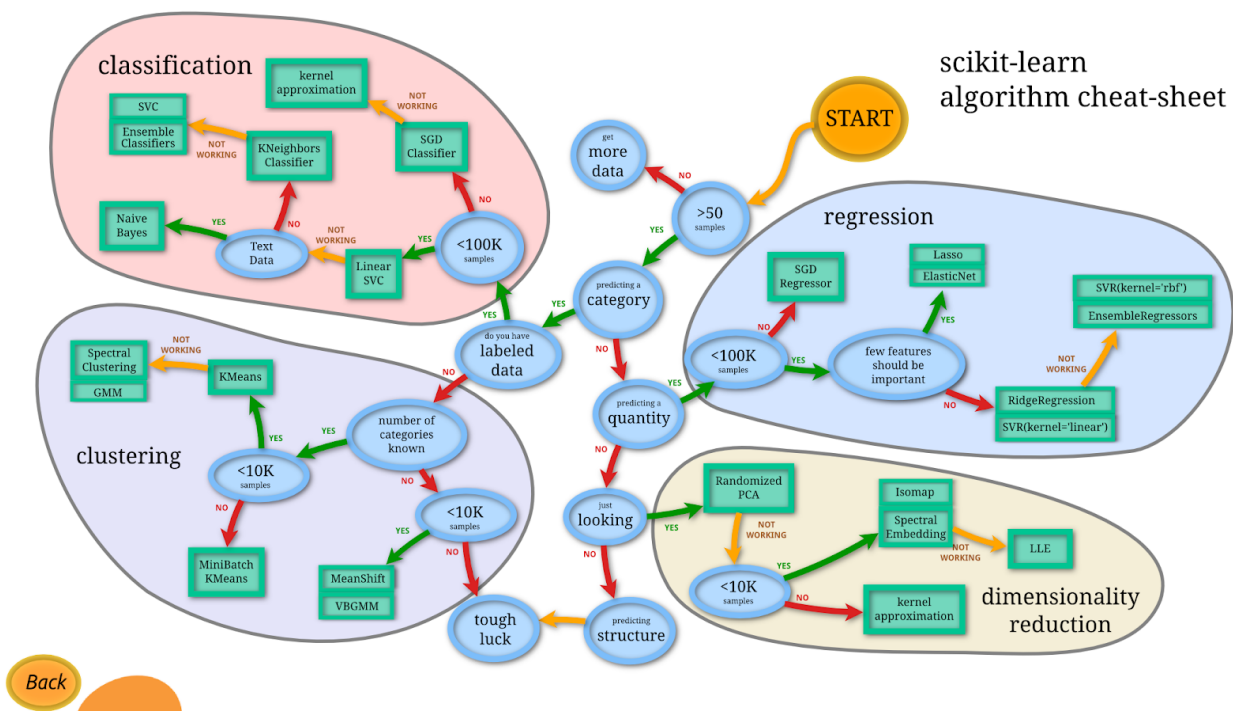 scikit-learn
algorithm cheat-sheet
START
classification
kernel
approximation
NOT
WORKING
SVC
Ensemble
Classifiers
NOT
WORKING
KNeighbors
Classifier
SGD
Classifier
NO
Naive
Bayes
YES
Text
Data
NO
NOT
WORKING
Linear
SVC
YES
<100K
samples
YES
get
more
data
NO
>50
samples
YES
predicting a
category
YES
NO
do you have
labeled
data
NO
predicting a
quantity
YES
NO
just
looking
YES
NO
predicting
structure
tough
luck
regression
SGD
Regressor
NO
<100K
samples
YES
Lasso
ElasticNet
YES
few features
should be
important
NO
SVR(kernel='rbf')
EnsembleRegressors
NOT
WORKING
RidgeRegression
SVR(kernel='linear')
clustering
Spectral
Clustering
GMM
NOT
WORKING
KMeans
YES
<10K
samples
YES
number of
categories
known
NO
NO
MiniBatch
KMeans
<10K
samples
YES
NO
MeanShift
VBGMM
Randomized
PCA
NOT
WORKING
<10K
samples
YES
NO
Isomap
Spectral
Embedding
NOT
WORKING
LLE
kernel
approximation
dimensionality
reduction
Back